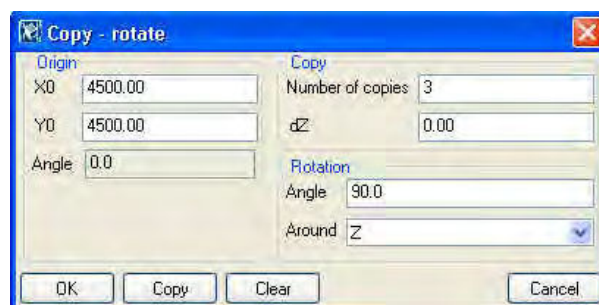 Copy - rotate
Origin
X0 4500.00
Y0 4500.00
Angle 0.0
Copy
Number of copies 3
dZ 0.00
Rotation
Angle 90.0
Around Z
OK Copy Clear Cancel